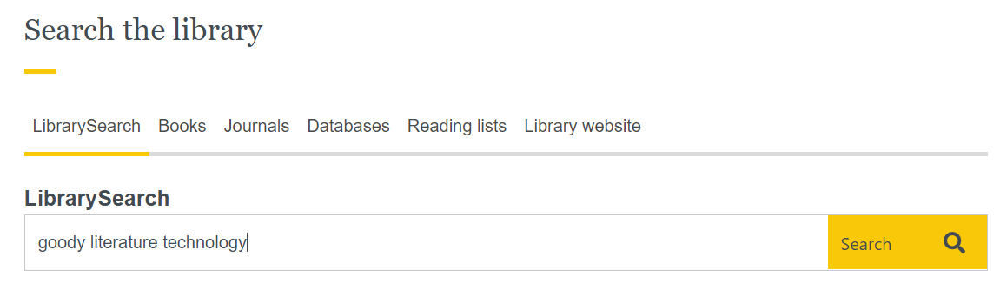 Search the library
LibrarySearch Books Journals Databases Reading lists Library website
LibrarySearch
goody literature technology Search